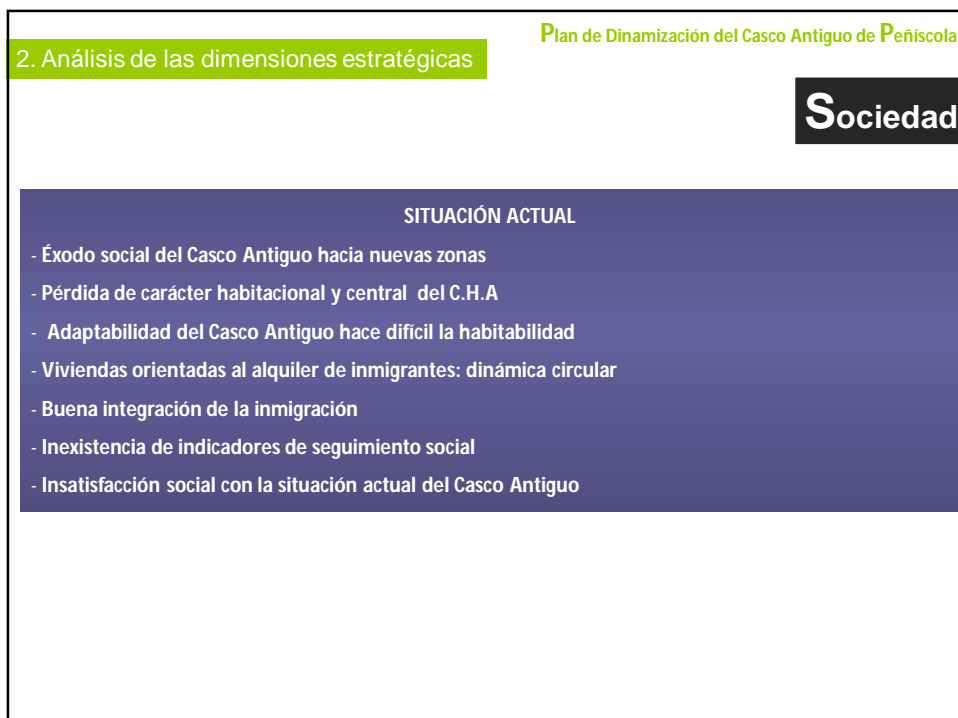 Plan de Dinamización del Casco Antiguo de Peñíscola
2. Análisis de las dimensiones estratégicas
Sociedad
SITUACIÓN ACTUAL
- Éxodo social del Casco Antiguo hacia nuevas zonas
- Pérdida de carácter habitacional y central del C.H.A
- Adaptabilidad del Casco Antiguo hace difícil la habitabilidad
- Viviendas orientadas al alquiler de inmigrantes: dinámica circular
- Buena integración de la inmigración
- Inexistencia de indicadores de seguimiento social
- Insatisfacción social con la situación actual del Casco Antiguo